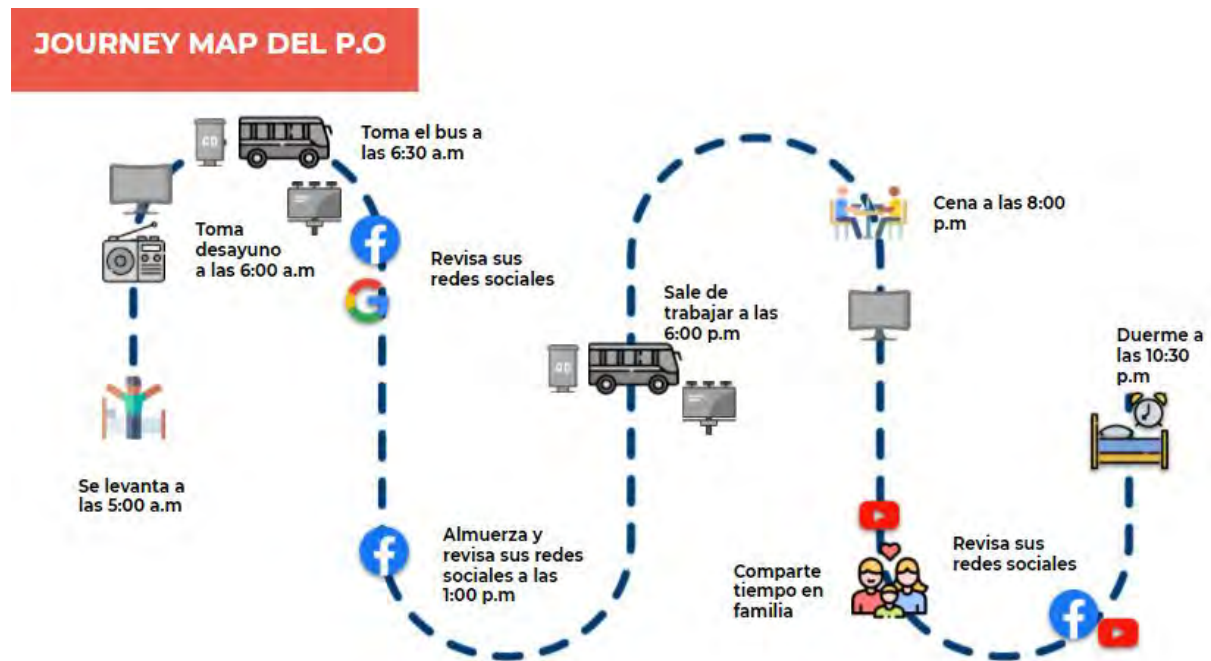 JOURNEY MAP DEL P.O
Toma el bus a
las 6:30 a.m
Toma
desayuno
a las 6:00 a.m
Se levanta a
las 5:00 a.m
Revisa sus
redes sociales
Almuerza y
revisa sus redes
sociales a las
1:00 p.m
Sale de
trabajar a las
6:00 p.m
Cena a las 8:00
p.m
Comparte
tiempo en
familia
Revisa sus
redes sociales
Duerme a
las 10:30
p.m